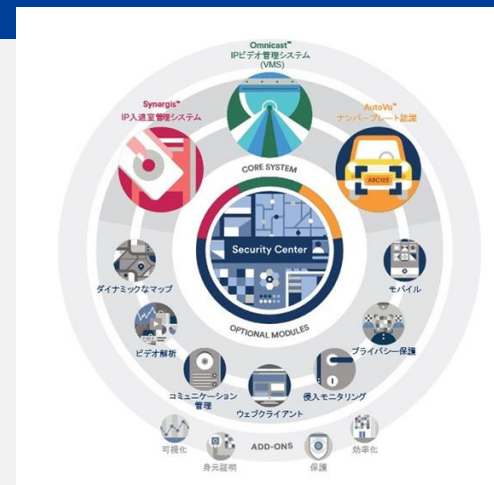 Omnicast™
IPビデオ管理システム
(VMS)
Synergis™
IP入退室管理システム
AutoVu™
ナンバープレート認識
ABC123
CORE SYSTEM
Security Center
ダイナミックなマップ
モバイル
OPTIONAL MODULES
ビデオ解析
プライバシー保護
コミュニケーション
管理
ウェブクライアント
侵入モニタリング
可視化
身元証明
ADD-ONS
保護
効率化